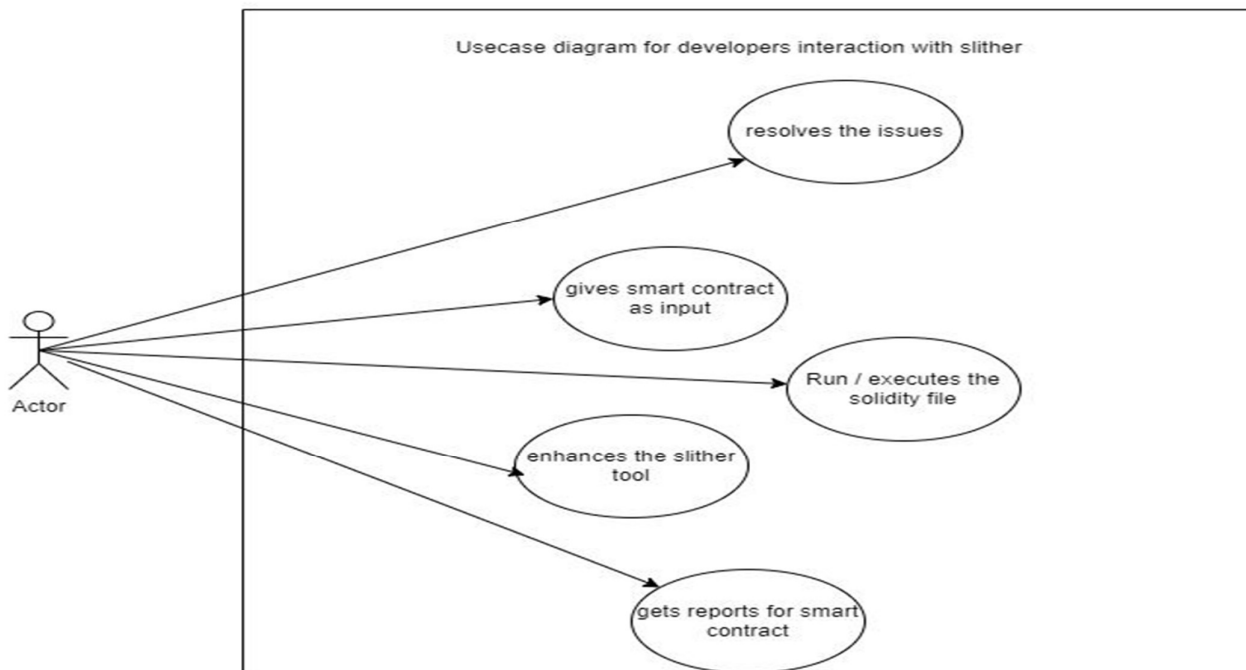 Usecase diagram for developers interaction with slither
resolves the issues
gives smart contract
as input
Run / executes the
solidity file
Actor
enhances the slither
tool
gets reports for smart
contract